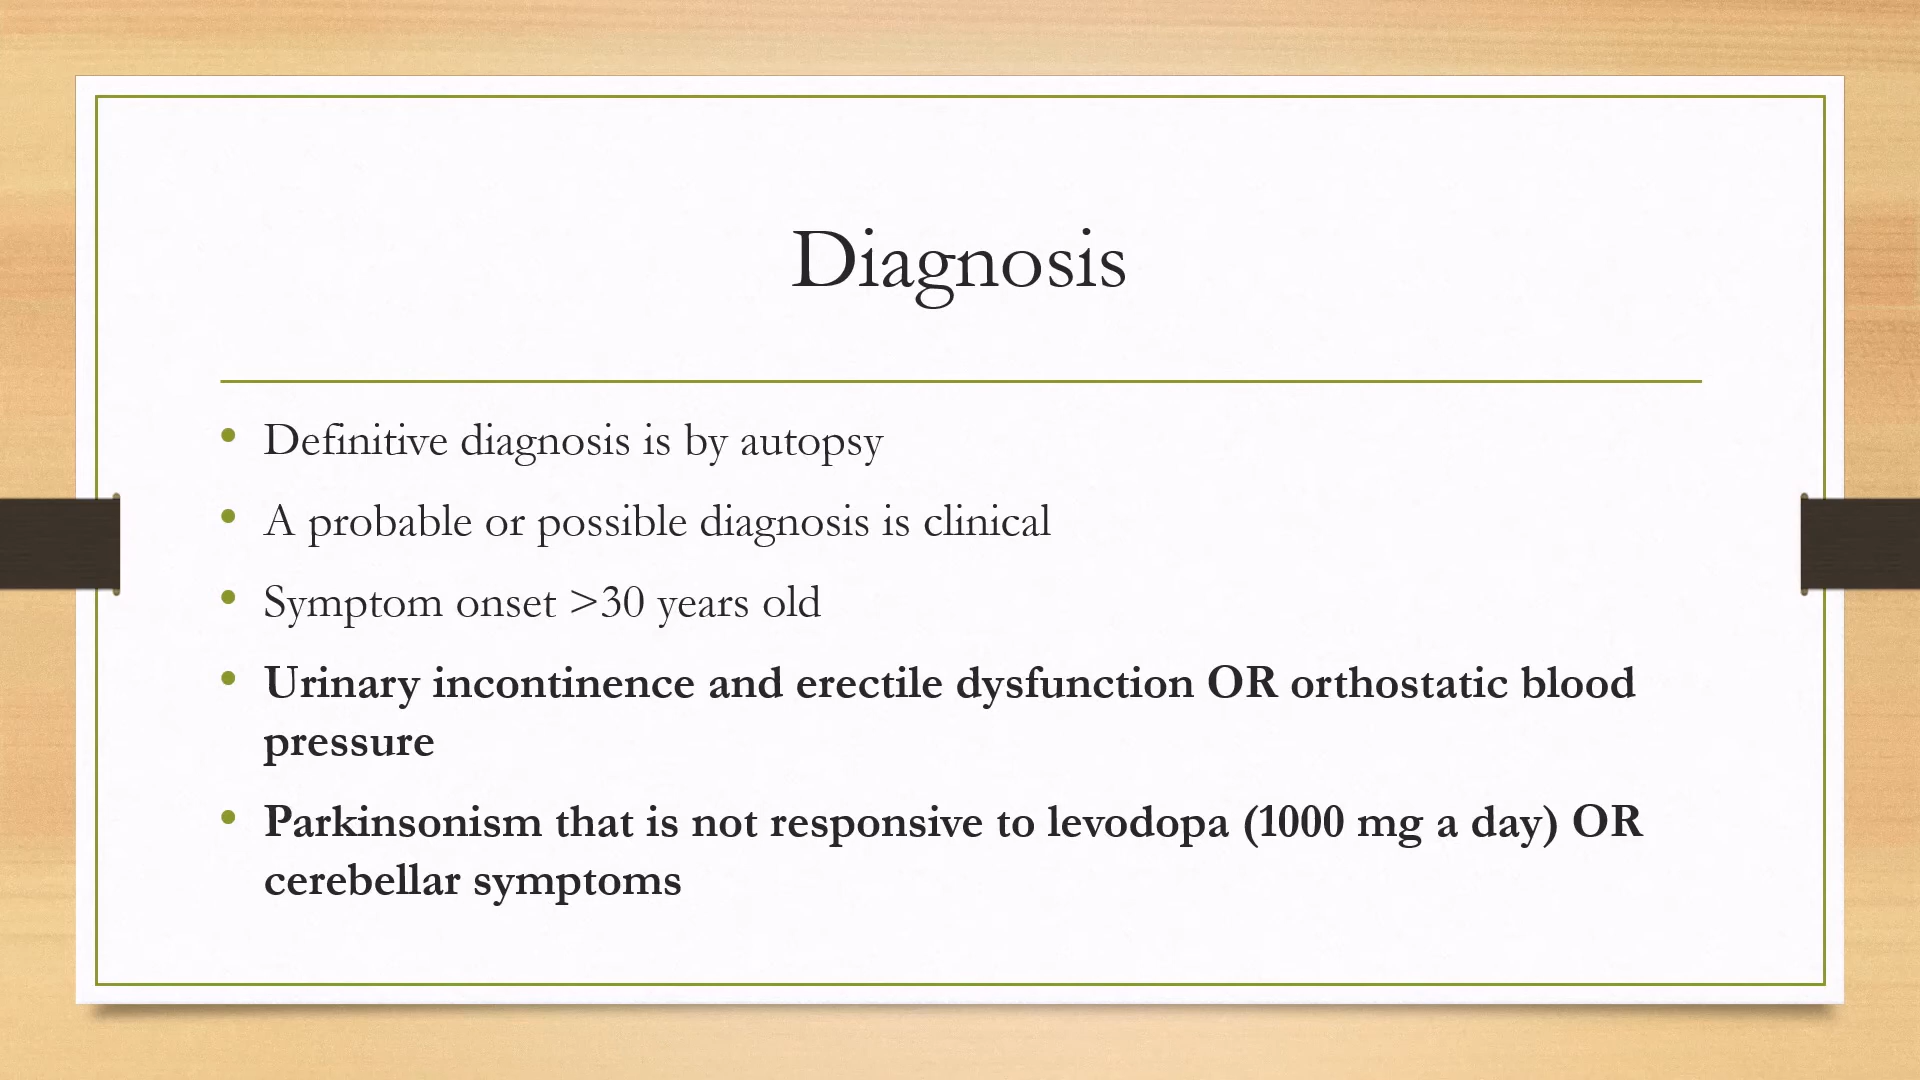 Diagnosis
• Definitive diagnosis is by autopsy
• A probable or possible diagnosis is clinical
• Symptom onset >30 years old
• Urinary incontinence and erectile dysfunction OR orthostatic blood
pressure
• Parkinsonism that is not responsive to levodopa (1000 mg a day) OR
cerebellar symptoms